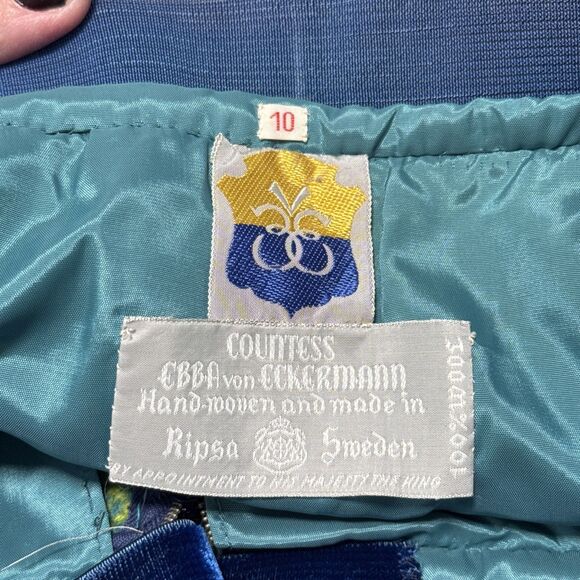 10
COUNTESS
EBBA von ECKERMANN
Hand-woven and made in
Ripsa Sweden
BY APPOINTMENT TO HIS MAJESTY THE KING
100% WOOL